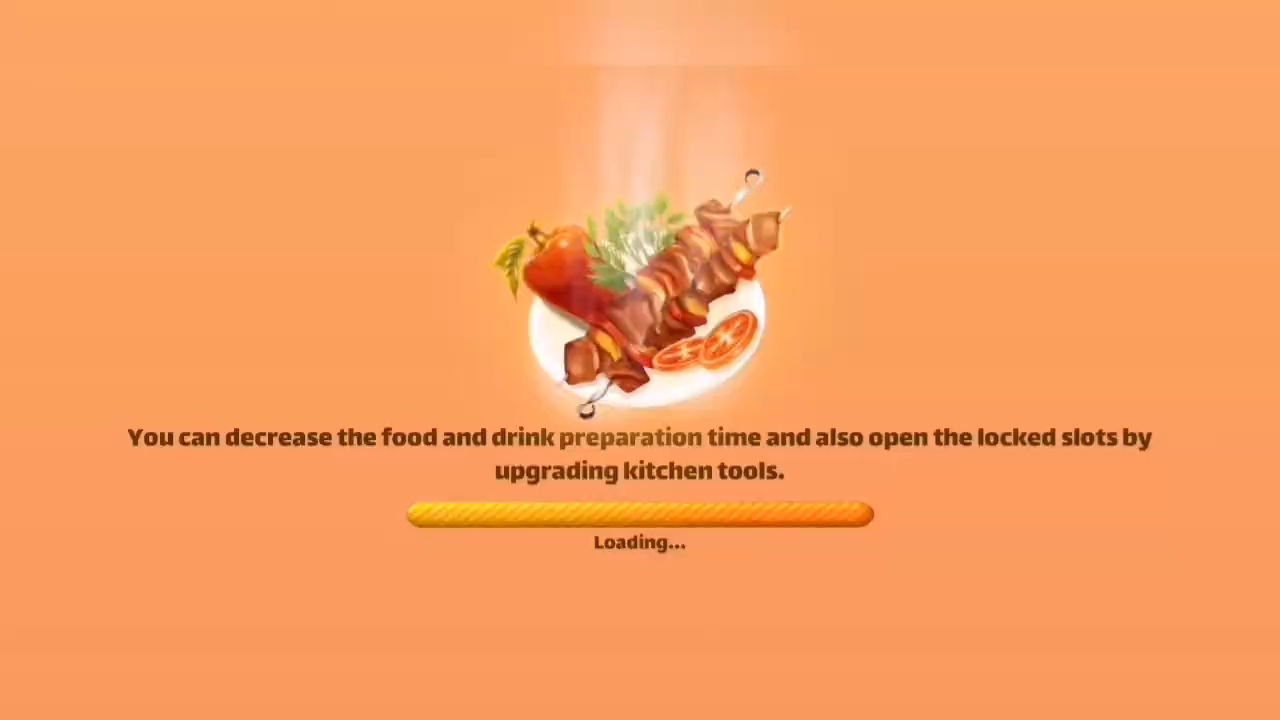 You can decrease the food and drink preparation time and also open the locked slots by
upgrading kitchen tools.
Loading...